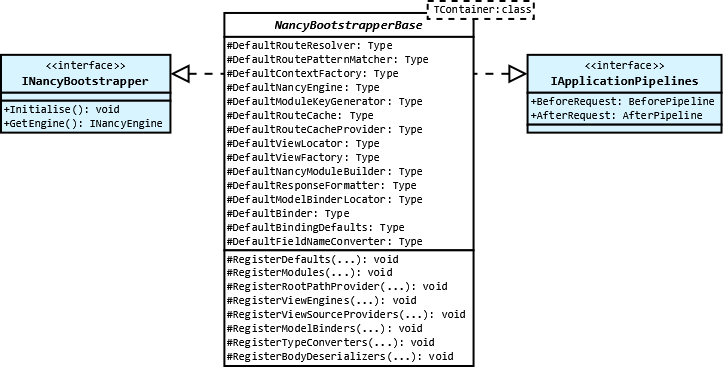 <<interface>>
INancyBootstrapper
+Initialise(): void
+GetEngine(): INancyEngine
TContainer:class
NancyBootstrapperBase
#DefaultRouteResolver: Type
#DefaultRoutePatternMatcher: Type
#DefaultContextFactory: Type
#DefaultNancyEngine: Type
#DefaultModuleKeyGenerator: Type
#DefaultRouteCache: Type
#DefaultRouteCacheProvider: Type
#DefaultViewLocator: Type
#DefaultViewFactory: Type
#DefaultNancyModuleBuilder: Type
#DefaultResponseFormatter: Type
#DefaultModelBinderLocator: Type
#DefaultBinder: Type
#DefaultBindingDefaults: Type
#DefaultFieldNameConverter: Type
#RegisterDefaults(...): void
#RegisterModules(...): void
#RegisterRootPathProvider(...): void
#RegisterViewEngines(...): void
#RegisterViewSourceProviders(...): void
#RegisterModelBinders(...): void
#RegisterTypeConverters(...): void
#RegisterBodyDeserializers(...): void
<<interface>>
IApplicationPipelines
+BeforeRequest: BeforePipeline
+AfterRequest: AfterPipeline